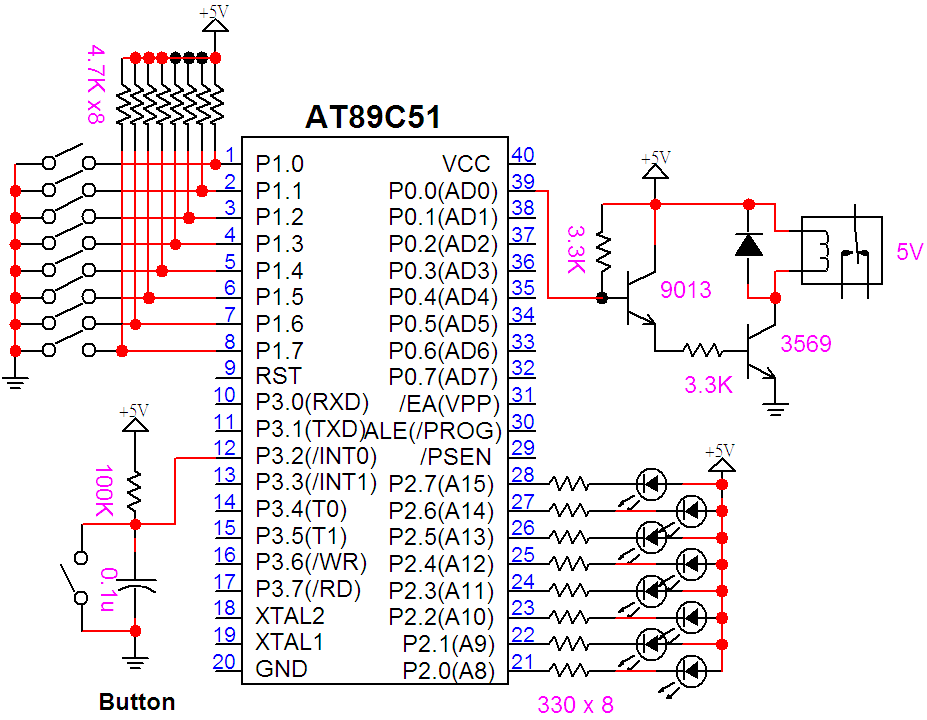 +5V
4.7K x8
AT89C51
1 P1.0
2 P1.1
3 P1.2
4 P1.3
5 P1.4
6 P1.5
7 P1.6
8 P1.7
9 RST
10 P3.0(RXD)
11 P3.1(TXD)
12 P3.2(/INT0)
13 P3.3(/INT1)
14 P3.4(T0)
15 P3.5(T1)
16 P3.6(/WR)
17 P3.7(/RD)
18 XTAL2
19 XTAL1
20 GND
VCC 40
P0.0(AD0) 39
P0.1(AD1) 38
P0.2(AD2) 37
P0.3(AD3) 36
P0.4(AD4) 35
P0.5(AD5) 34
P0.6(AD6) 33
P0.7(AD7) 32
/EA(VPP) 31
ALE(/PROG) 30
/PSEN 29
P2.7(A15) 28
P2.6(A14) 27
P2.5(A13) 26
P2.4(A12) 25
P2.3(A11) 24
P2.2(A10) 23
P2.1(A9) 22
P2.0(A8) 21
+5V
3.3K
9013
5V
3569
3.3K
+5V
330 x 8
+5V
100K
0.1u
Button